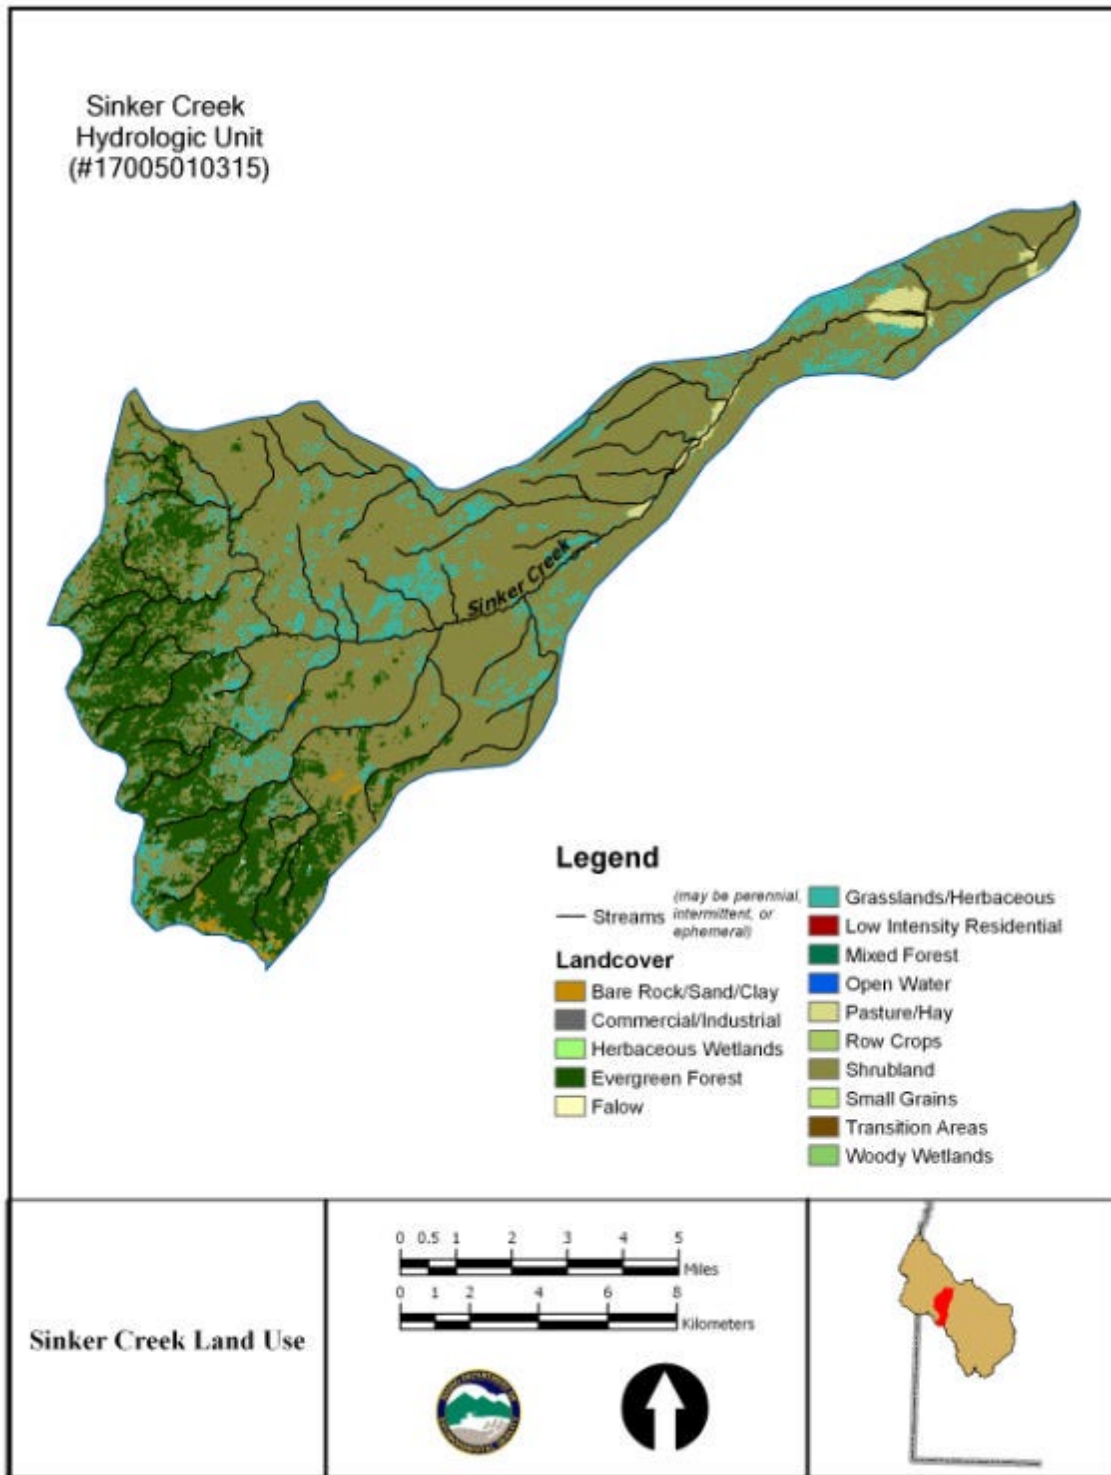 Sinker Creek
Hydrologic Unit
(#17005010315)
Sinker Creek
Legend
Streams (may be perennial,
intermittent, or
ephemeral)
Landcover
Bare Rock/Sand/Clay
Commercial/Industrial
Herbaceous Wetlands
Evergreen Forest
Falow
Grasslands/Herbaceous
Low Intensity Residential
Mixed Forest
Open Water
Pasture/Hay
Row Crops
Shrubland
Small Grains
Transition Areas
Woody Wetlands
Sinker Creek Land Use
0 0.5 1 2 3 4 5
Miles
0 1 2 4 6 8
Kilometers